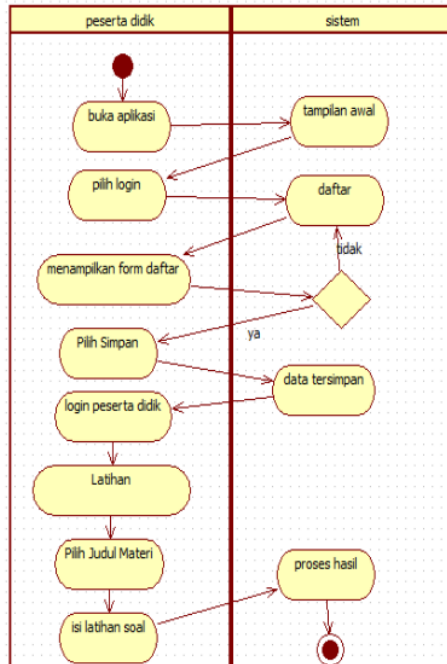 peserta didik
sistem
buka aplikasi
tampilan awal
pilih login
daftar
tidak
menampilkan form daftar
ya
Pilih Simpan
data tersimpan
login peserta didik
Latihan
Pilih Judul Materi
proses hasil
isi latihan soal